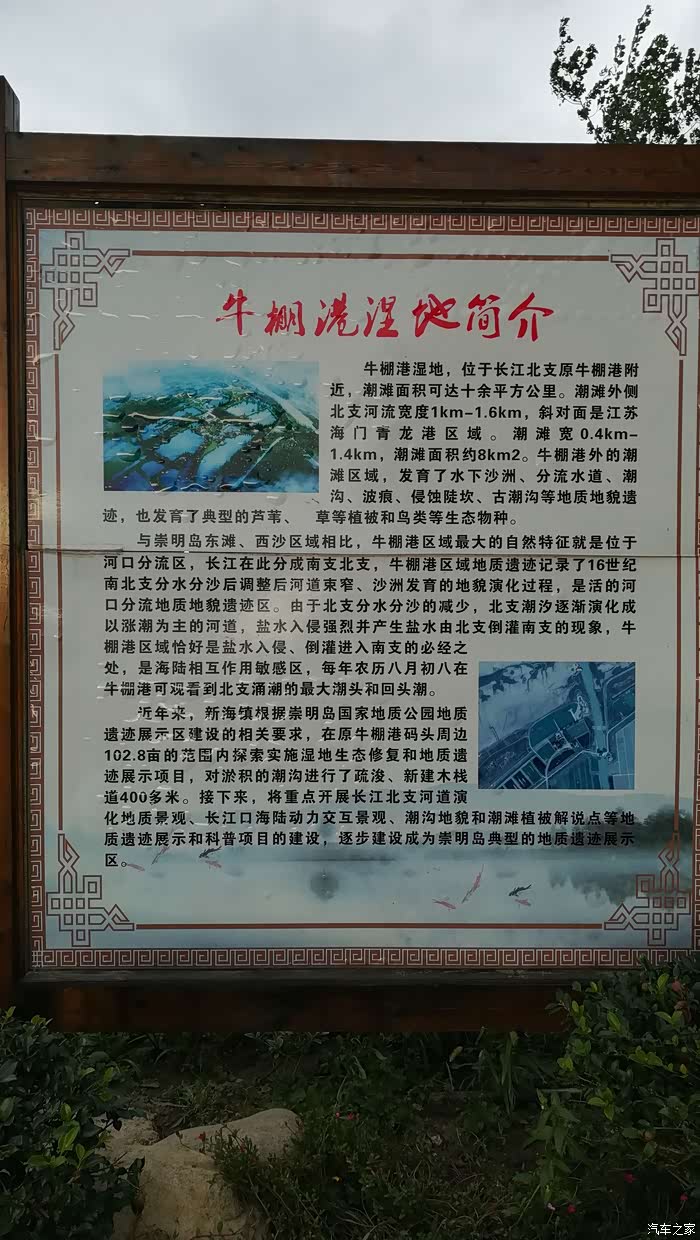 牛棚港湿地简介
牛棚港湿地，位于长江北支原牛棚港附
近，潮滩面积可达十余平方公里。潮滩外侧
北支河流宽度1km-1.6km，斜对面是江苏
海门青龙港区域。潮滩宽0.4km-
1.4km，潮滩面积约8km2。牛棚港外的潮
滩区域，发育了水下沙洲、分流水道、潮
沟、波痕、侵蚀陡坎、古潮沟等地质地貌遗
迹，也发育了典型的芦苇、 草等植被和鸟类等生态物种。
与崇明岛东滩、西沙区域相比，牛棚港区域最大的自然特征就是位于
河口分流区，长江在此分成南支北支，牛棚港区域地质遗迹记录了16世纪
南北支分水分沙后调整后河道束窄、沙洲发育的地貌演化过程，是活的河
口分流地质地貌遗迹区。由于北支分水分沙的减少，北支潮汐逐渐演化成
以涨潮为主的河道，盐水入侵强烈并产生盐水由北支倒灌南支的现象，牛
棚港区域恰好是盐水入侵、倒灌进入南支的必经之
处，是海陆相互作用敏感区，每年农历八月初八在
牛棚港可观看到北支涌潮的最大潮头和回头潮。
近年来，新海镇根据崇明岛国家地质公园地质
遗迹展示区建设的相关要求，在原牛棚港码头周边
102.8亩的范围内探索实施湿地生态修复和地质遗
迹展示项目，对淤积的潮沟进行了疏浚、新建木栈
道400多米。接下来，将重点开展长江北支河道演
化地质景观、长江口海陆动力交互景观、潮沟地貌和潮滩植被解说点等地
质遗迹展示和科普项目的建设，逐步建设成为崇明岛典型的地质遗迹展示
区。
汽车之家